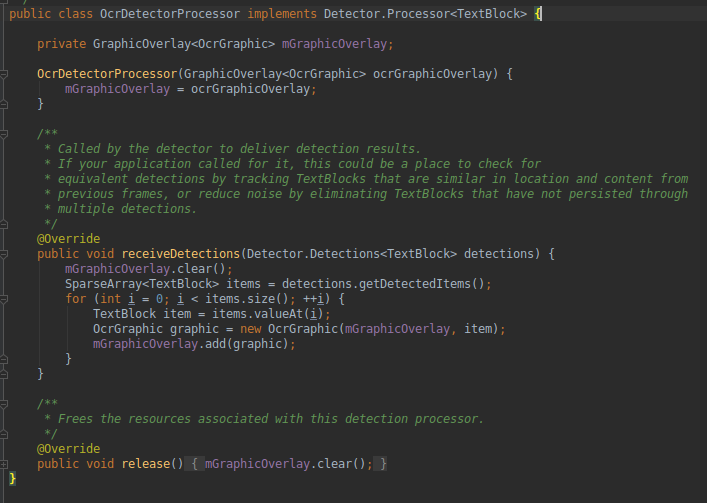 public class OcrDetectorProcessor implements Detector.Processor<TextBlock> {
private GraphicOverlay<OcrGraphic> mGraphicOverlay;
OcrDetectorProcessor(GraphicOverlay<OcrGraphic> ocrGraphicOverlay) {
mGraphicOverlay = ocrGraphicOverlay;
}
/**
* Called by the detector to deliver detection results.
* If your application called for it, this could be a place to check for
* equivalent detections by tracking TextBlocks that are similar in location and content from
* previous frames, or reduce noise by eliminating TextBlocks that have not persisted through
* multiple detections.
*/
@Override
public void receiveDetections(Detector.Detections<TextBlock> detections) {
mGraphicOverlay.clear();
SparseArray<TextBlock> items = detections.getDetectedItems();
for (int i = 0; i < items.size(); ++i) {
TextBlock item = items.valueAt(i);
OcrGraphic graphic = new OcrGraphic(mGraphicOverlay, item);
mGraphicOverlay.add(graphic);
}
}
/**
* Frees the resources associated with this detection processor.
*/
@Override
public void release() { mGraphicOverlay.clear(); }
}